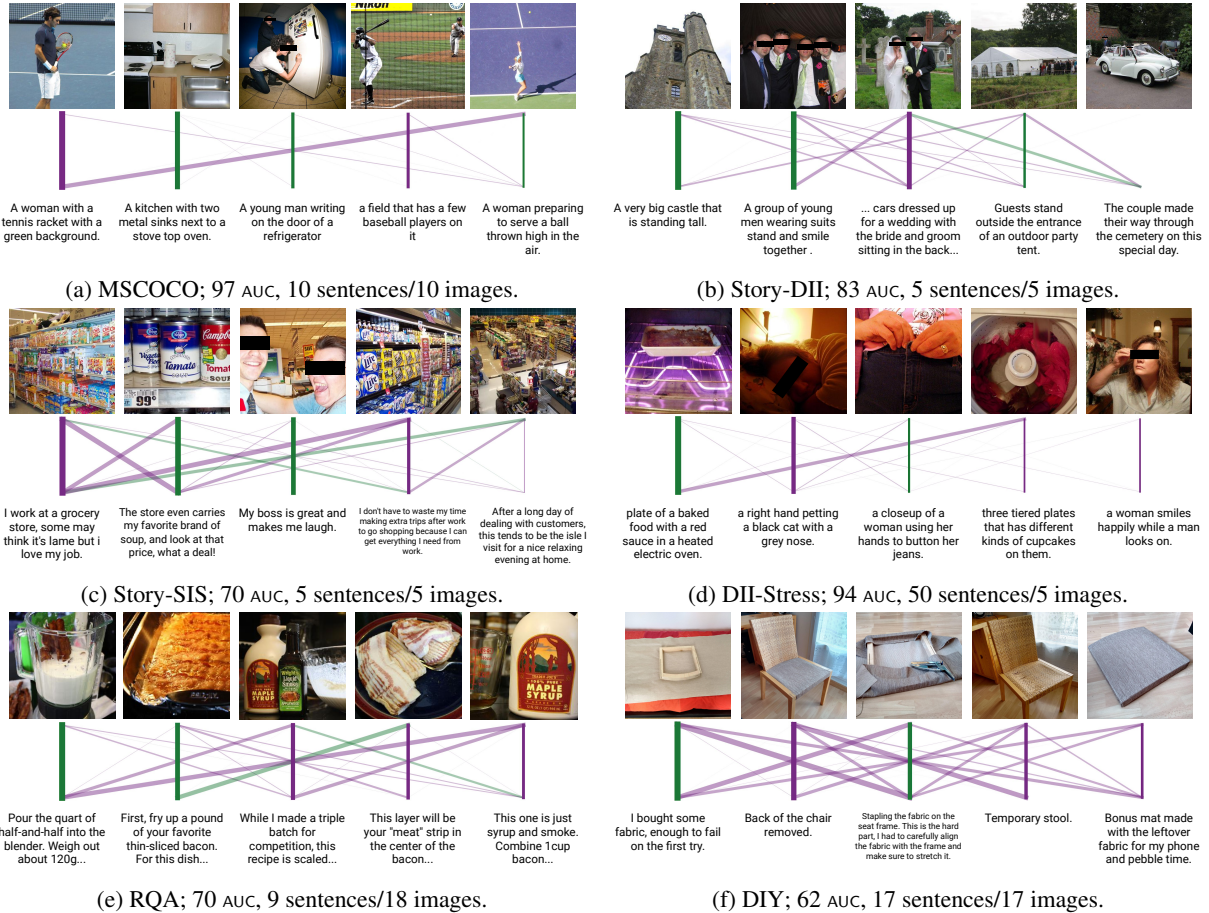 Nikon
A woman with a
tennis racket with a
green background.
A kitchen with two
metal sinks next to a
stove top oven.
A young man writing
on the door of a
refrigerator
a field that has a few
baseball players on
it
A woman preparing
to serve a ball
thrown high in the
air.
(a) MSCOCO; 97 AUC, 10 sentences/10 images.
A very big castle that
is standing tall.
A group of young
men wearing suits
stand and smile
together .
... cars dressed up
for a wedding with
the bride and groom
sitting in the back...
Guests stand
outside the entrance
of an outdoor party
tent.
The couple made
their way through
the cemetery on this
special day.
(b) Story-DII; 83 AUC, 5 sentences/5 images.
Tomato
SOUP
Campbell
99¢
Lite
I work at a grocery
store, some may
think it's lame but i
love my job.
The store even carries
my favorite brand of
soup, and look at that
price, what a deal!
My boss is great and
makes me laugh.
I don't have to waste my time
making extra trips after work
to go shopping because I can
get everything I need from
work.
After a long day of
dealing with customers,
this tends to be the isle I
visit for a nice relaxing
evening at home.
(c) Story-SIS; 70 AUC, 5 sentences/5 images.
plate of a baked
food with a red
sauce in a heated
electric oven.
a right hand petting
a black cat with a
grey nose.
a closeup of a
woman using her
hands to button her
jeans.
three tiered plates
that has different
kinds of cupcakes
on them.
a woman smiles
happily while a man
looks on.
(d) DII-Stress; 94 AUC, 50 sentences/5 images.
MAPLE
SYRUP
Liquid
Smoke
100% PURE
MAPLE
SYRUP
Pour the quart of
half-and-half into the
blender. Weigh out
about 120g...
First, fry up a pound
of your favorite
thin-sliced bacon.
For this dish...
While I made a triple
batch for
competition, this
recipe is scaled...
This layer will be
your "meat" strip in
the center of the
bacon...
This one is just
syrup and smoke.
Combine 1cup
bacon...
(e) RQA; 70 AUC, 9 sentences/18 images.
I bought some
fabric, enough to fail
on the first try.
Back of the chair
removed.
Stapling the fabric on the
seat frame. This is the hard
part, I had to carefully align
the fabric with the frame and
make sure to stretch it.
Temporary stool.
Bonus mat made
with the leftover
fabric for my phone
and pebble time.
(f) DIY; 62 AUC, 17 sentences/17 images.